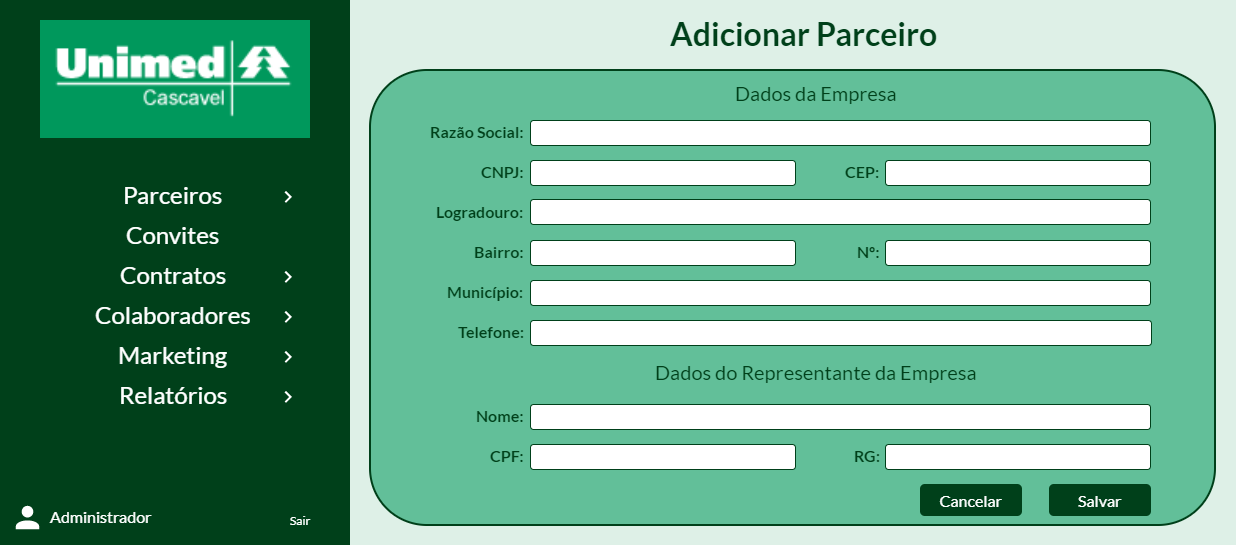 Unimed
Cascavel
Parceiros
Convites
Contratos
Colaboradores
Marketing
Relatórios
Administrador
Sair
Adicionar Parceiro
Dados da Empresa
Razão Social:
CNPJ: CEP:
Logradouro:
Bairro: Nº:
Município:
Telefone:
Dados do Representante da Empresa
Nome:
CPF: RG:
Cancelar Salvar